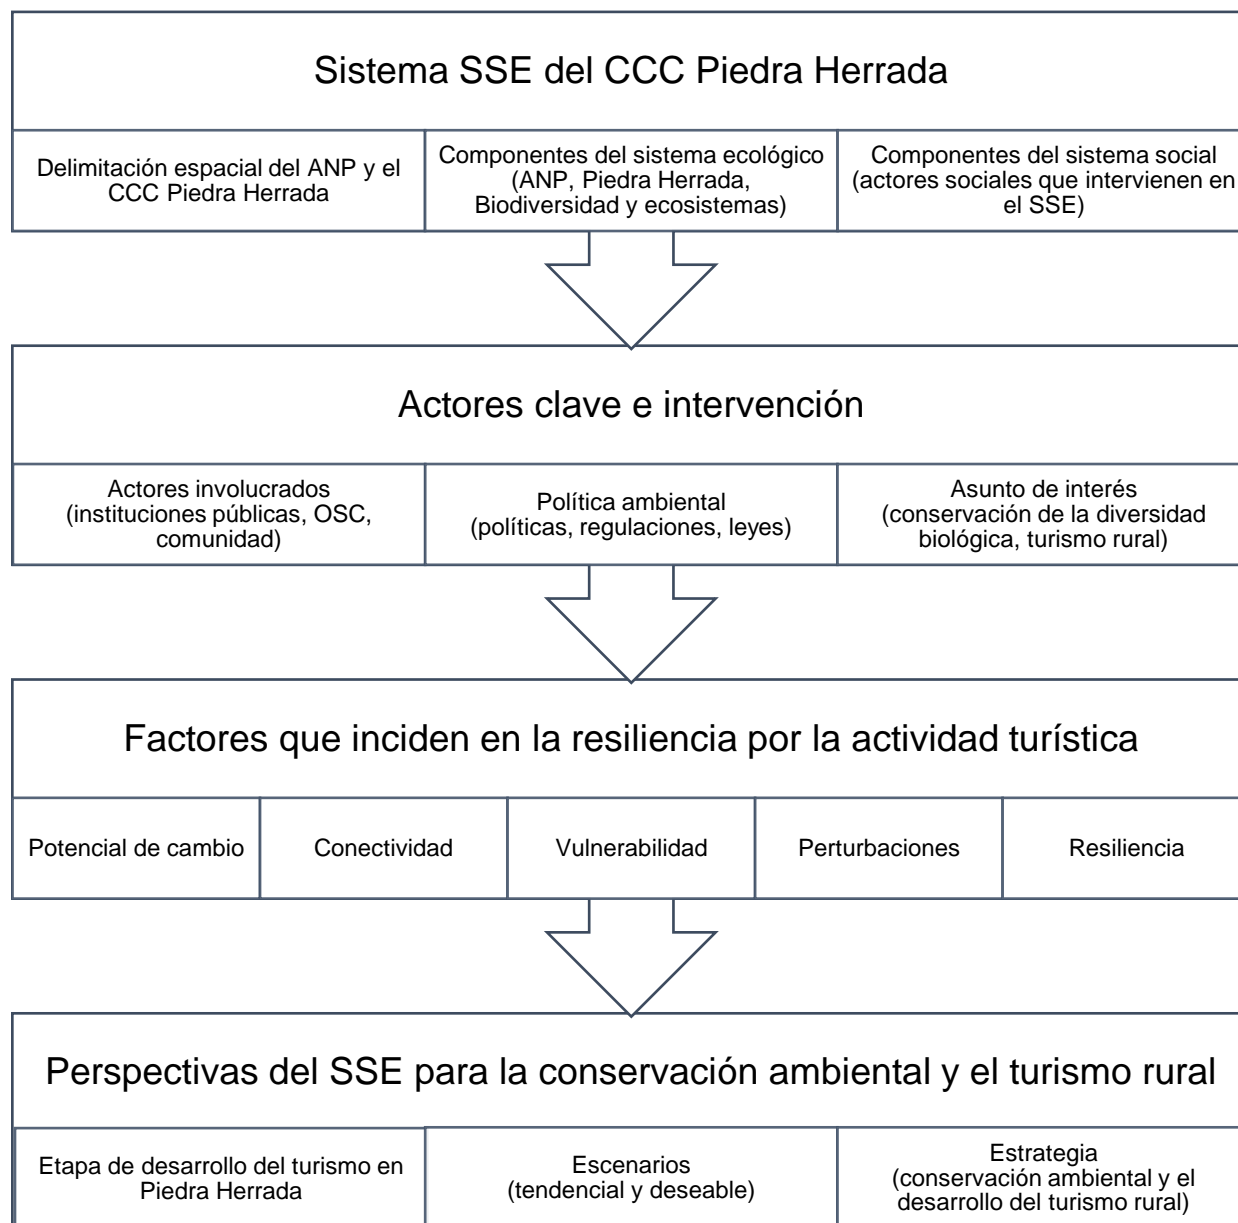 Sistema SSE del CCC Piedra Herrada
Delimitación espacial del ANP y el
CCC Piedra Herrada
Componentes del sistema ecológico
(ANP, Piedra Herrada,
Biodiversidad y ecosistemas)
Componentes del sistema social
(actores sociales que intervienen en
el SSE)
Actores clave e intervención
Actores involucrados
(instituciones públicas, OSC,
comunidad)
Política ambiental
(políticas, regulaciones, leyes)
Asunto de interés
(conservación de la diversidad
biológica, turismo rural)
Factores que inciden en la resiliencia por la actividad turística
Potencial de cambio
Conectividad
Vulnerabilidad
Perturbaciones
Resiliencia
Perspectivas del SSE para la conservación ambiental y el turismo rural
Etapa de desarrollo del turismo en
Piedra Herrada
Escenarios
(tendencial y deseable)
Estrategia
(conservación ambiental y el
desarrollo del turismo rural)